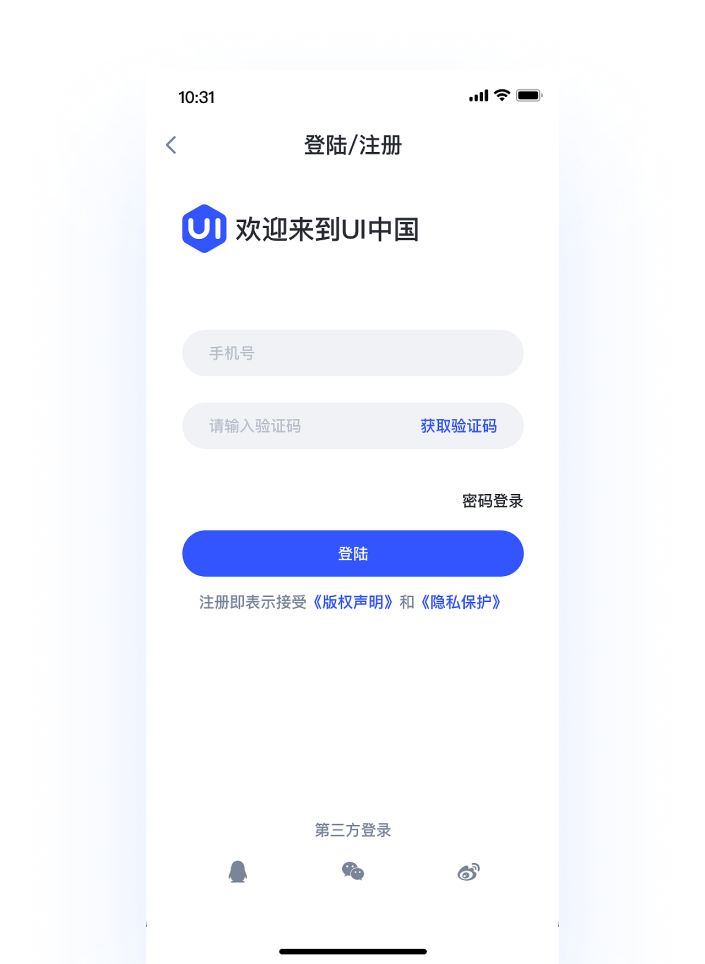 10:31
登陆/注册
UI 欢迎来到UI中国
手机号
请输入验证码 获取验证码
密码登录
登陆
注册即表示接受《版权声明》和《隐私保护》
第三方登录